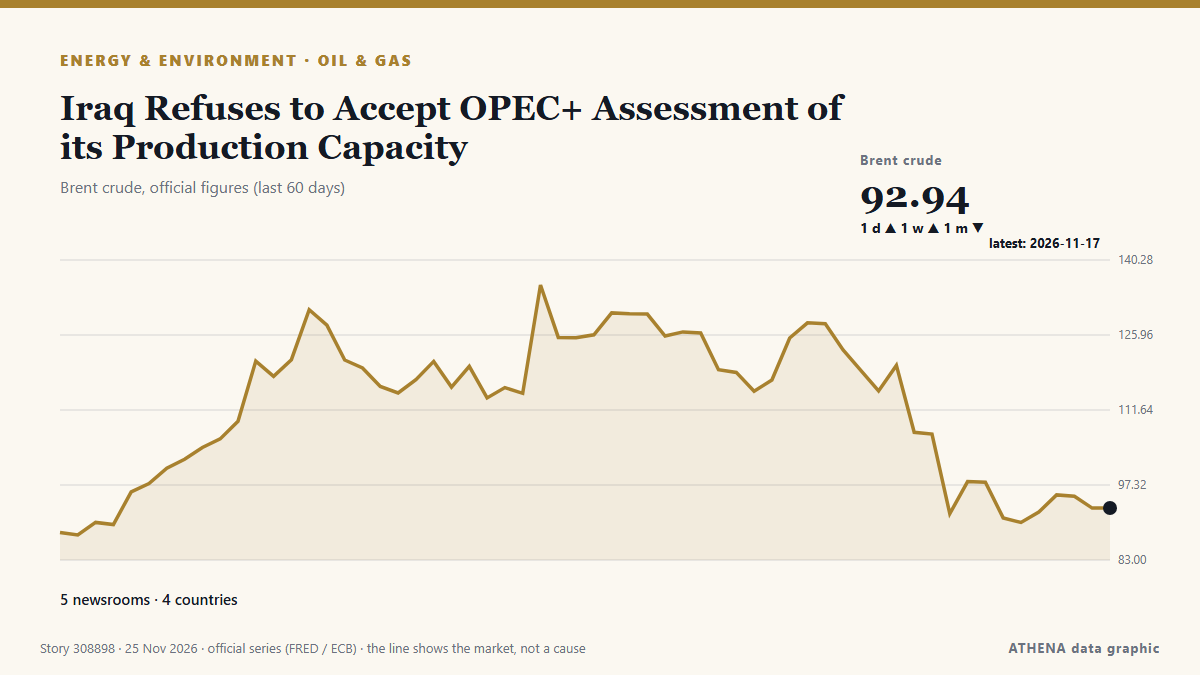 ENERGY & ENVIRONMENT · OIL & GAS
Iraq Refuses to Accept OPEC+ Assessment of
its Production Capacity
Brent crude, official figures (last 60 days)
Brent crude
92.94
1 d ▲ 1 w ▲ 1 m ▼
latest: 2026-11-17
140.28
125.96
111.64
97.32
83.00
5 newsrooms · 4 countries
Story 308898 · 25 Nov 2026 · official series (FRED / ECB) · the line shows the market, not a cause
ATHENA data graphic